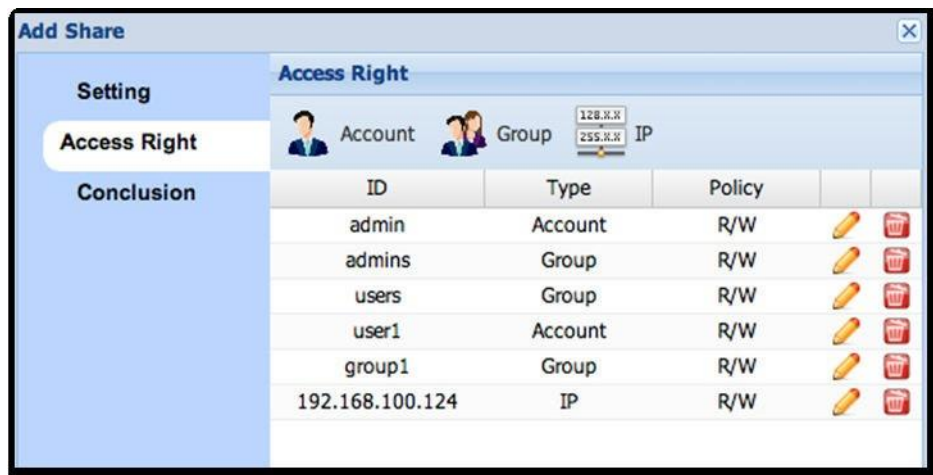 Add Share
Setting
Access Right
Conclusion
Access Right
Account Group 128.X.X 255.X.X IP
ID Type Policy
admin Account R/W
admins Group R/W
users Group R/W
user1 Account R/W
group1 Group R/W
192.168.100.124 IP R/W